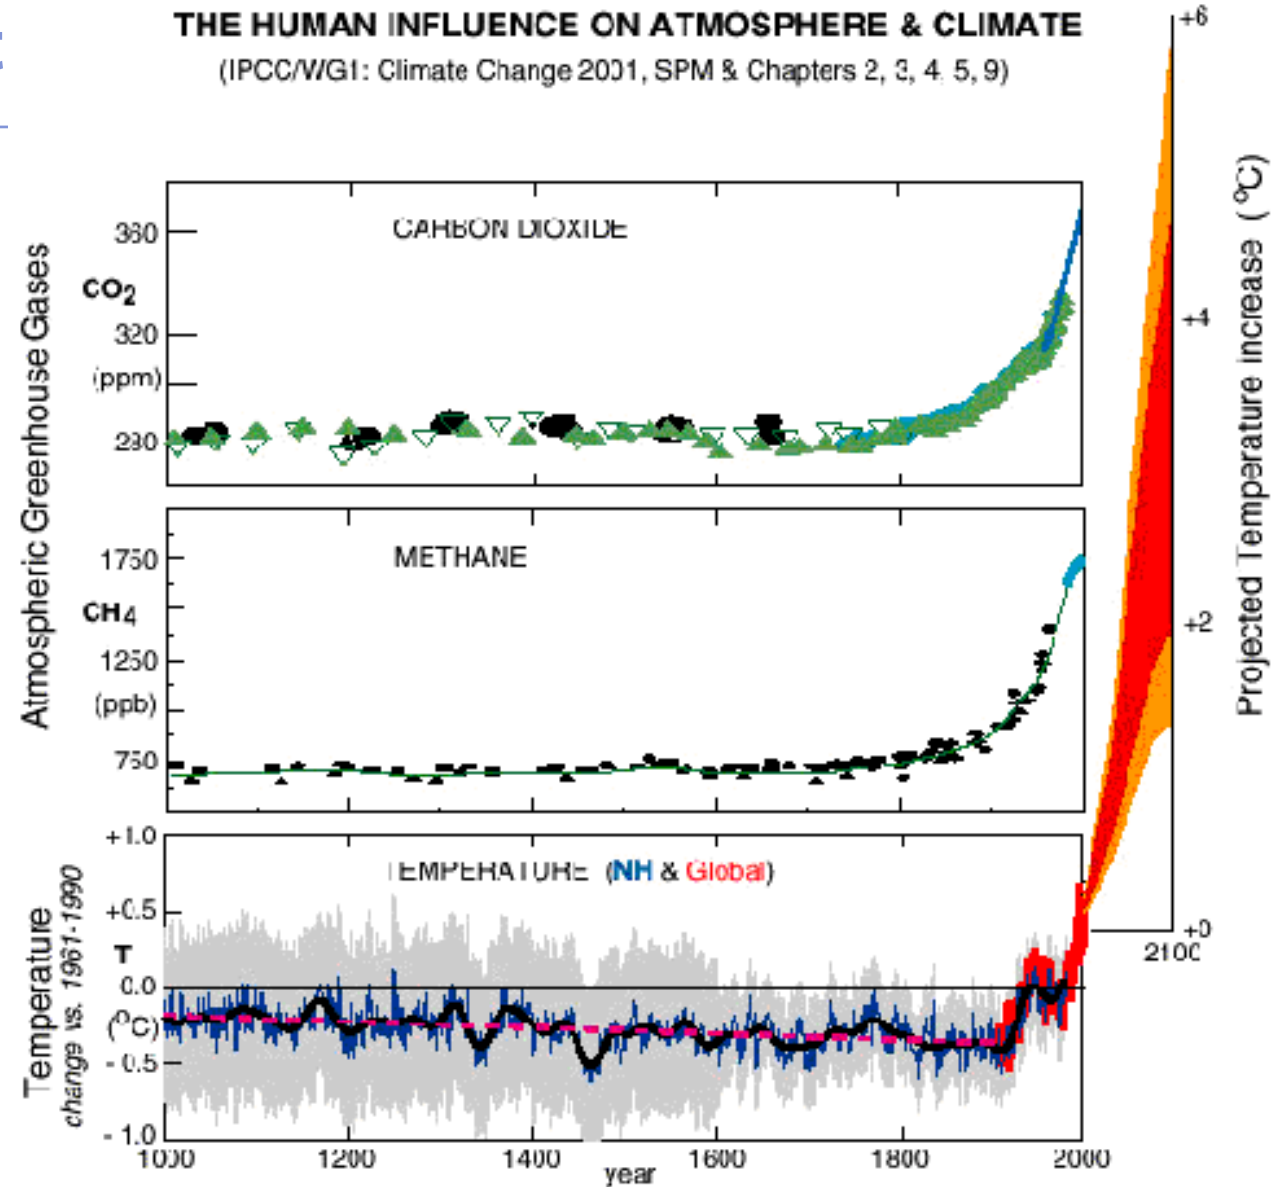 THE HUMAN INFLUENCE ON ATMOSPHERE & CLIMATE
(IPCC/WG1: Climate Change 2001, SPM & Chapters 2, 3, 4, 5, 9)
CARBON DIOXIDE
360
CO2
320
(ppm)
280
METHANE
1750
CH4
1250
(ppb)
750
TEMPERATURE (NH & Global)
+1.0
+0.5
T
0.0
(°C)
-0.5
-1.0
1000
1200
1400
1600
1800
2000
year
Atmospheric Greenhouse Gases
Temperature
change vs. 1961-1990
+6
+4
+2
+0
2100
Projected Temperature increase (°C)